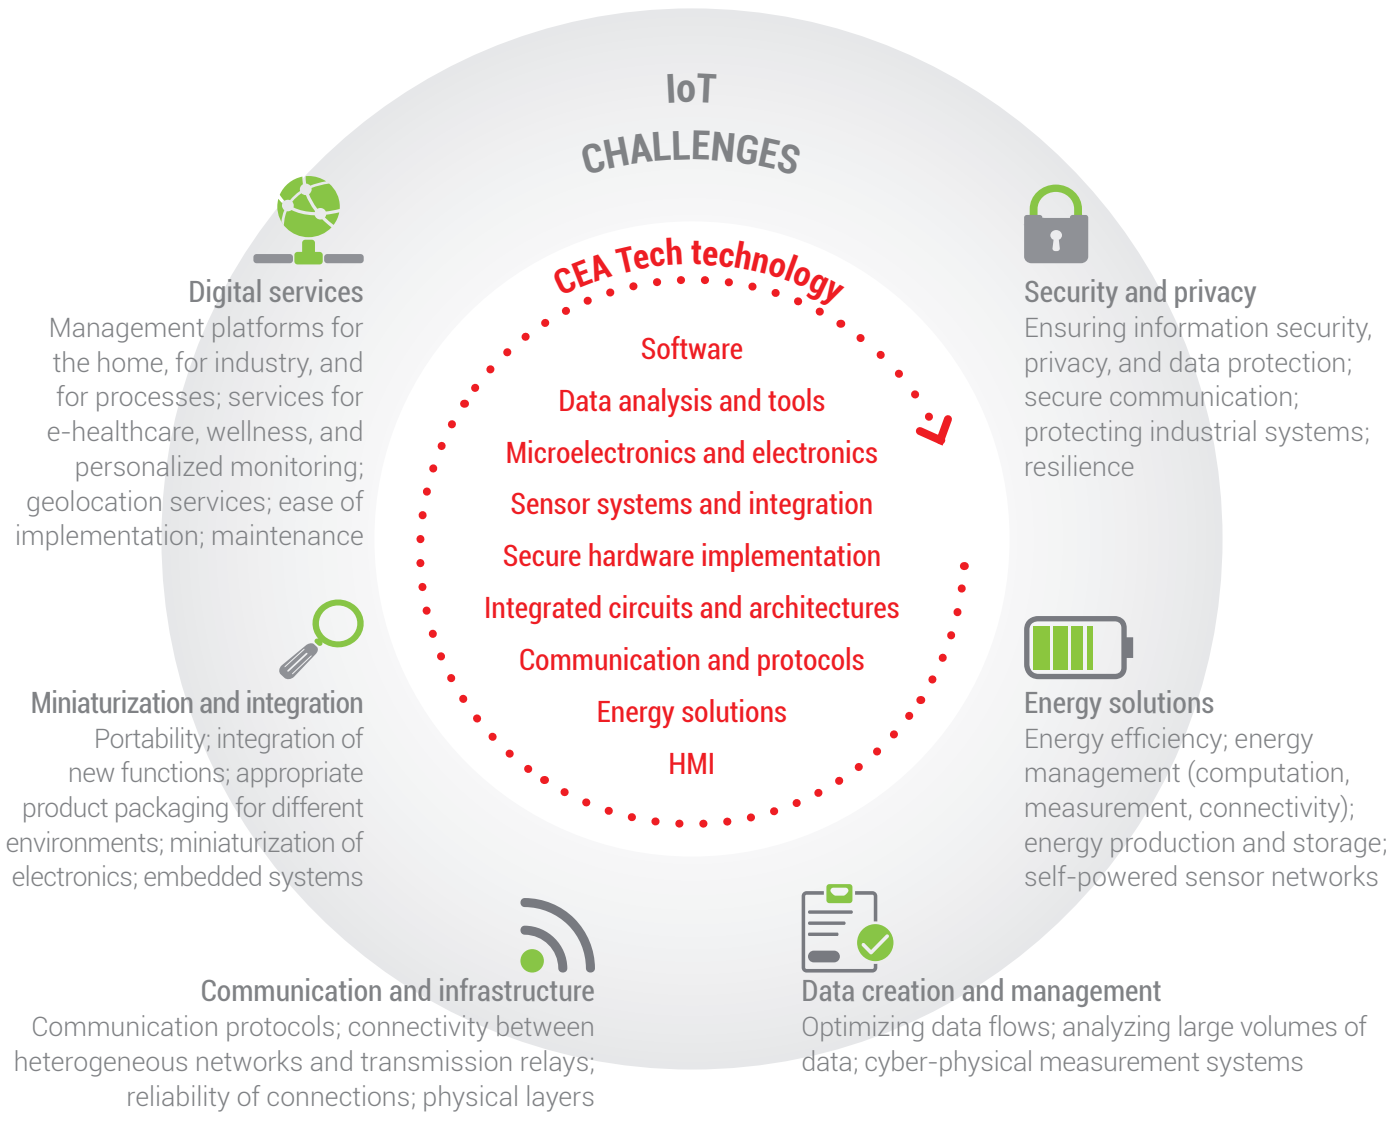 IoT
CHALLENGES
CEA Tech technology
Software
Data analysis and tools
Microelectronics and electronics
Sensor systems and integration
Secure hardware implementation
Integrated circuits and architectures
Communication and protocols
Energy solutions
HMI
Digital services
Management platforms for
the home, for industry, and
for processes; services for
e-healthcare, wellness, and
personalized monitoring;
geolocation services; ease of
implementation; maintenance
Security and privacy
Ensuring information security,
privacy, and data protection;
secure communication;
protecting industrial systems;
resilience
Miniaturization and integration
Portability; integration of
new functions; appropriate
product packaging for different
environments; miniaturization of
electronics; embedded systems
Energy solutions
Energy efficiency; energy
management (computation,
measurement, connectivity);
energy production and storage;
self-powered sensor networks
Communication and infrastructure
Communication protocols; connectivity between
heterogeneous networks and transmission relays;
reliability of connections; physical layers
Data creation and management
Optimizing data flows; analyzing large volumes of
data; cyber-physical measurement systems